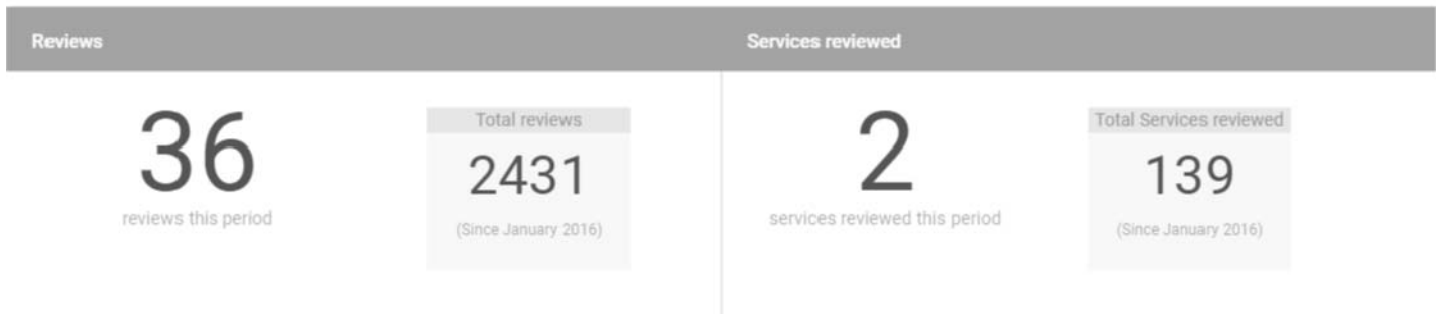 Reviews
Services reviewed
36
reviews this period
Total reviews
2431
(Since January 2016)
2
services reviewed this period
Total Services reviewed
139
(Since January 2016)